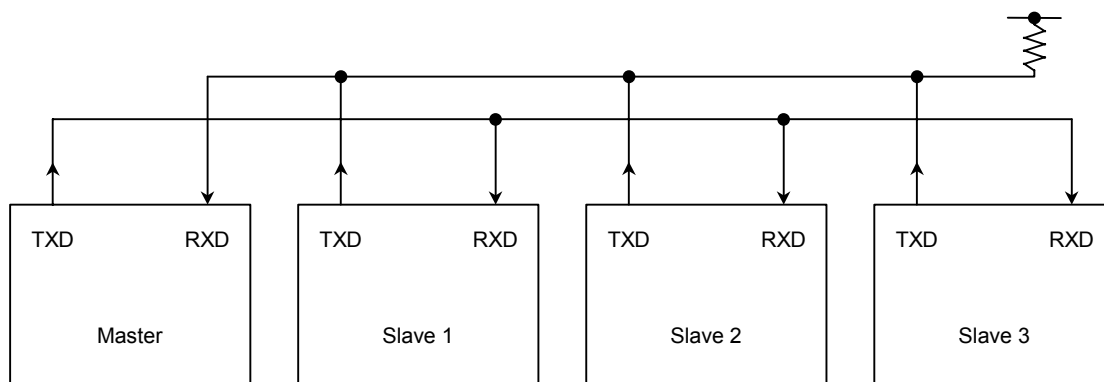 TXD RXD TXD RXD TXD RXD TXD RXD
Master Slave 1 Slave 2 Slave 3